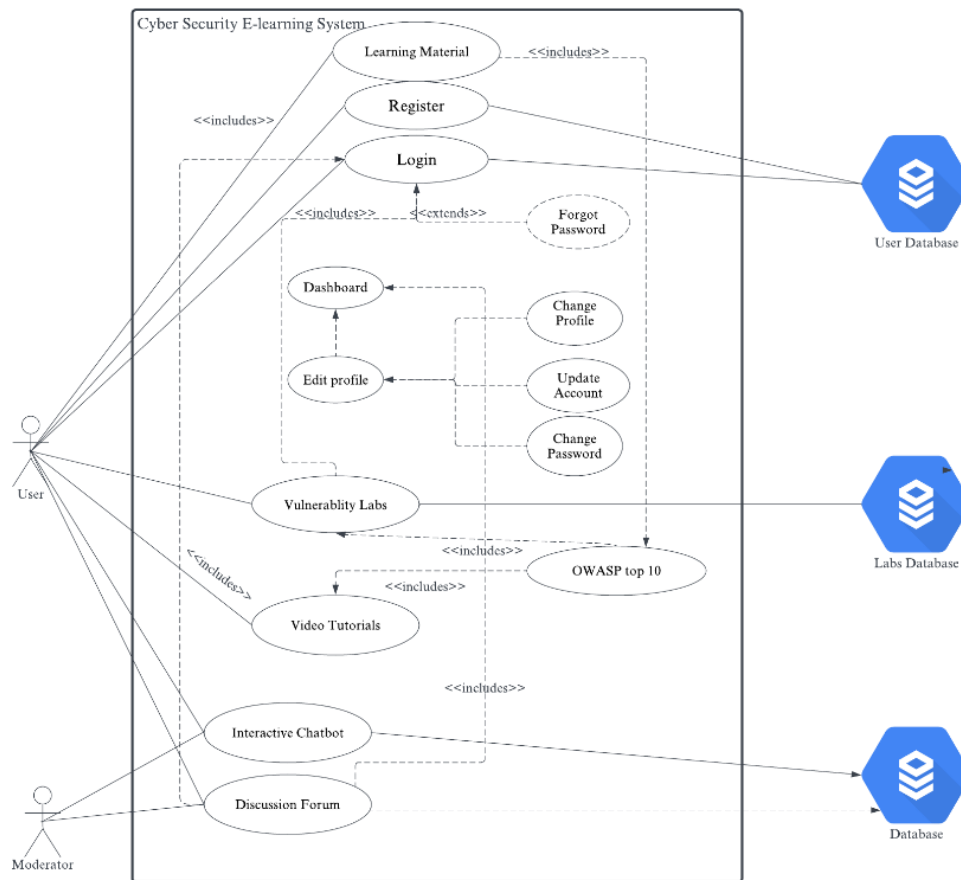 Cyber Security E-learning System
Learning Material
<<includes>>
Register
<<includes>>
Login
<<includes>>
<<extends>>
Forgot
Password
User Database
Dashboard
Change
Profile
Edit profile
Update
Account
Change
Password
User
Vulnerablity Labs
Labs Database
<<includes>>
OWASP top 10
<<includes>>
<<includes>>
Video Tutorials
<<includes>>
Interactive Chatbot
Discussion Forum
Database
Moderator